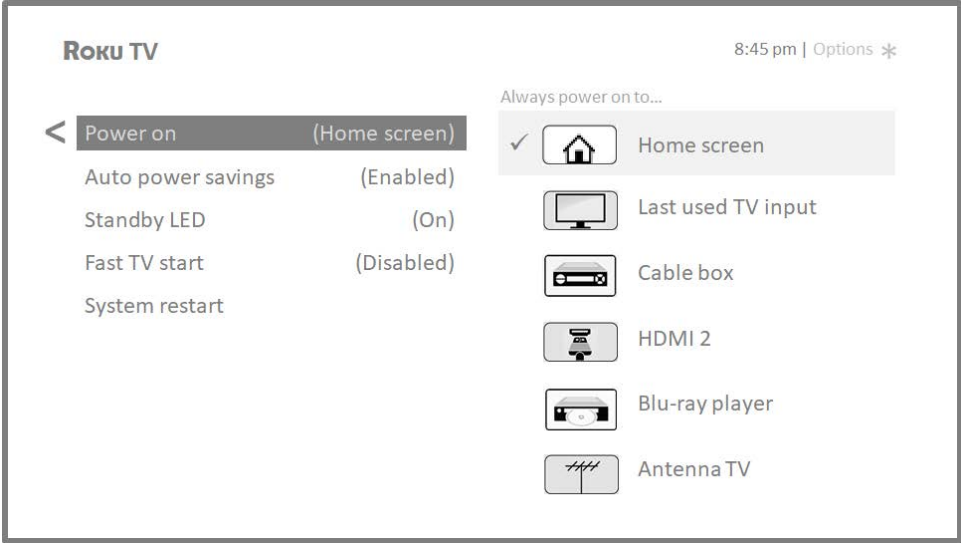 Roku TV
8:45 pm | Options
Always power on to...
< Power on (Home screen)
Auto power savings (Enabled)
Standby LED (On)
Fast TV start (Disabled)
System restart
✓ Home screen
Last used TV input
Cable box
HDMI 2
Blu-ray player
Antenna TV